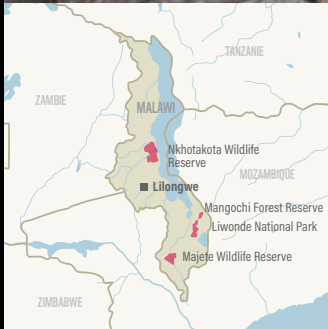 TANZANIE
ZAMBIE
MALAWI
Nkhotakota Wildlife
Reserve
MOZAMBIQUE
Lilongwe
Mangochi Forest Reserve
Liwonde National Park
Majete Wildlife Reserve
ZIMBABWE